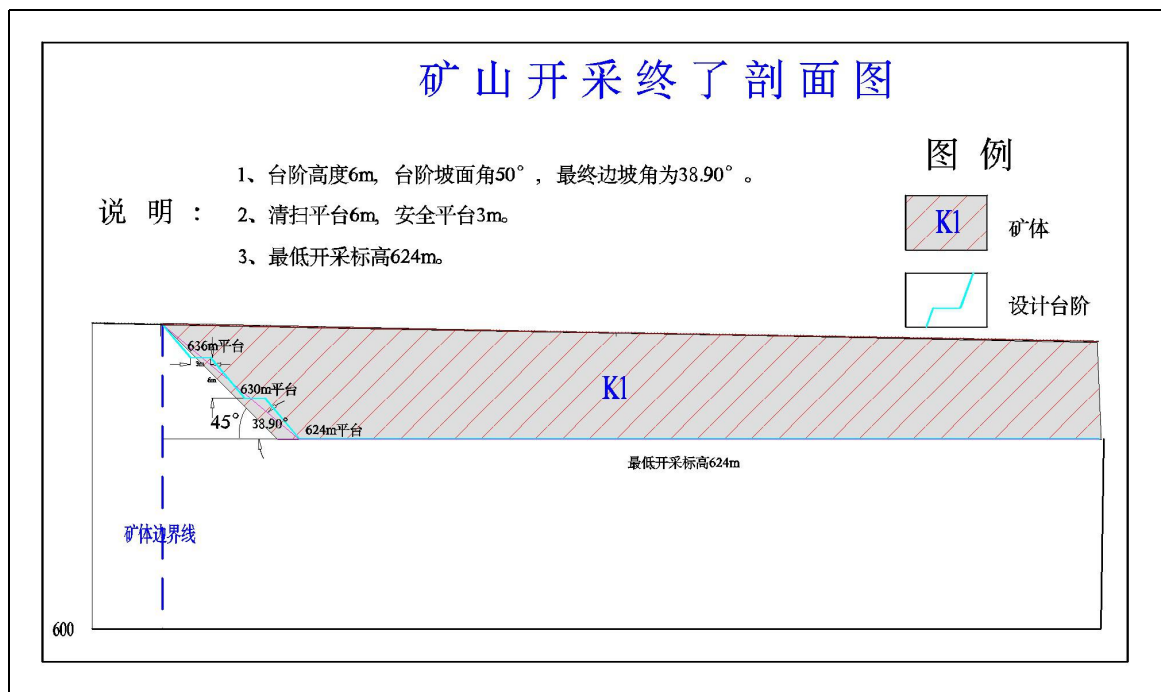 矿山开采终了剖面图
图 例
1、台阶高度6m, 台阶坡面角50°, 最终边坡角为38.90°。
说 明 :
2、清扫平台6m, 安全平台3m。
3、最低开采标高624m。
K1
矿体
设计台阶
636m平台
6m
630m平台
K1
45°
38.90°
624m平台
最低开采标高624m
矿体边界线
600